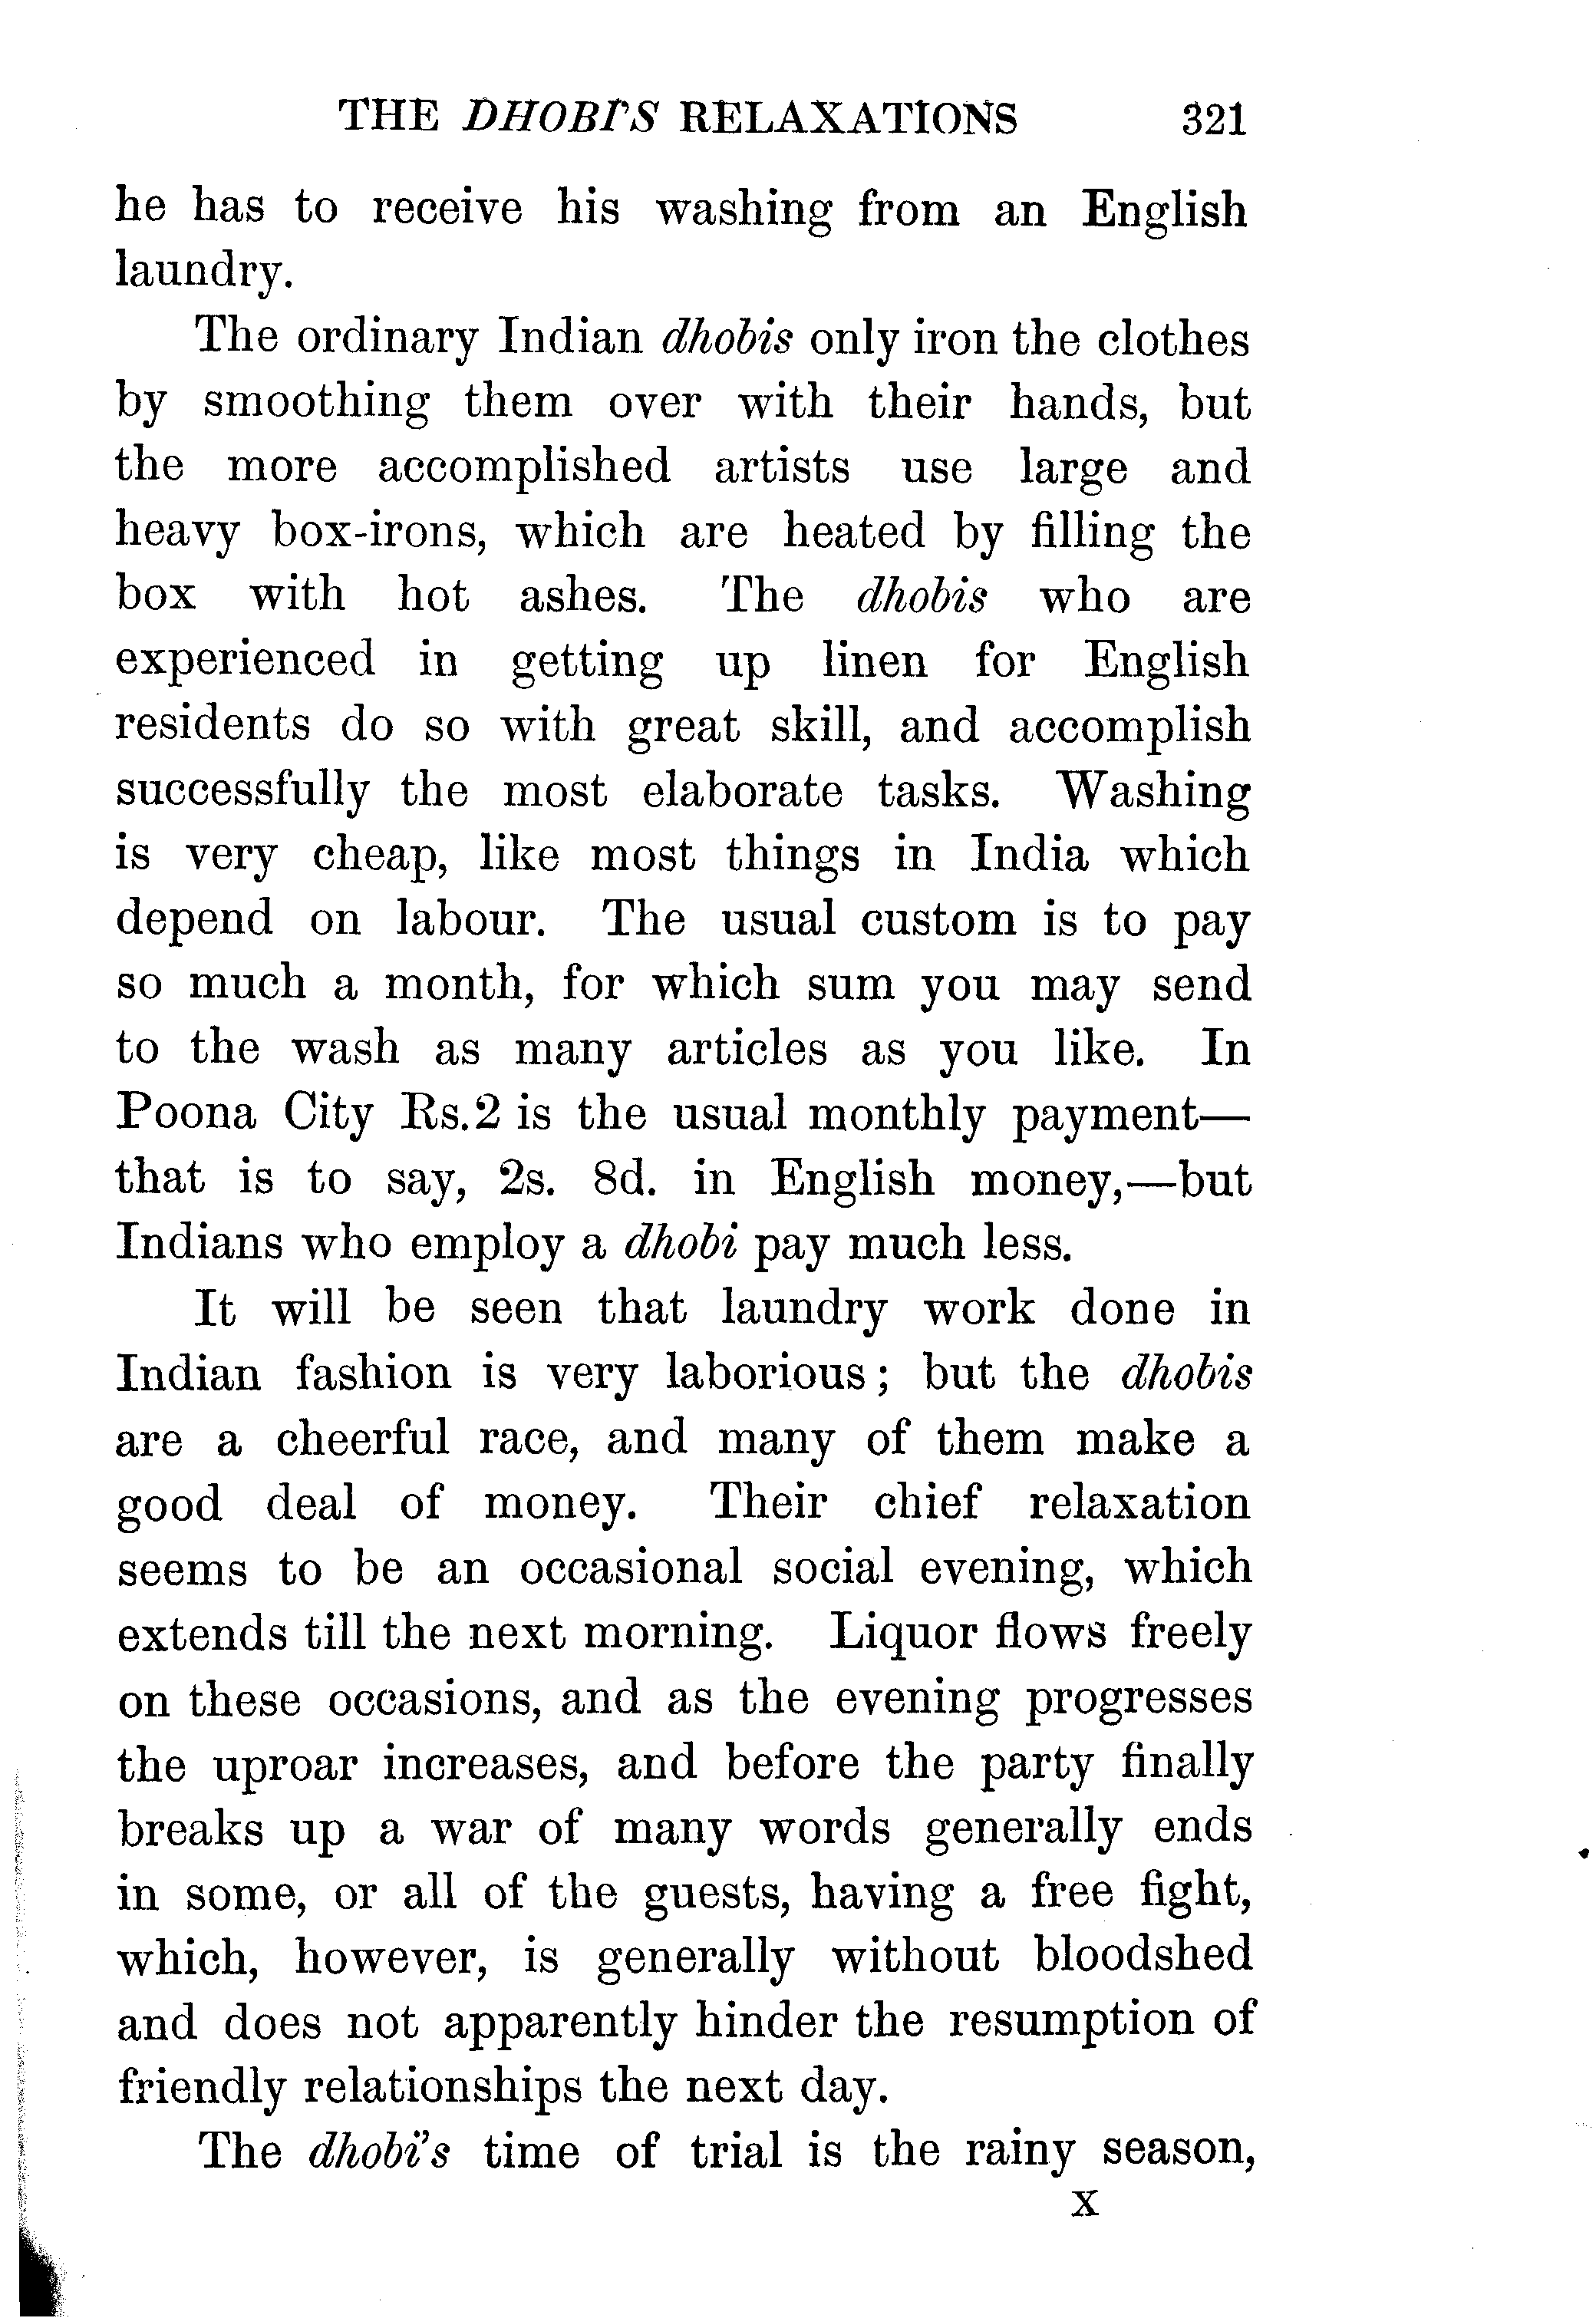 THE DHOBI'S RELAXATIONS 321
he has to receive his washing from an English
laundry.
The ordinary Indian dhobis only iron the clothes
by smoothing them over with their hands, but
the more accomplished artists use large and
heavy box-irons, which are heated by filling the
box with hot ashes. The dhobis who are
experienced in getting up linen for English
residents do so with great skill, and accomplish
successfully the most elaborate tasks. Washing
is very cheap, like most things in India which
depend on labour. The usual custom is to pay
so much a month, for which sum you may send
to the wash as many articles as you like. In
Poona City Rs.2 is the usual monthly payment—
that is to say, 2s. 8d. in English money,—but
Indians who employ a dhobi pay much less.
It will be seen that laundry work done in
Indian fashion is very laborious; but the dhobis
are a cheerful race, and many of them make a
good deal of money. Their chief relaxation
seems to be an occasional social evening, which
extends till the next morning. Liquor flows freely
on these occasions, and as the evening progresses
the uproar increases, and before the party finally
breaks up a war of many words generally ends
in some, or all of the guests, having a free fight,
which, however, is generally without bloodshed
and does not apparently hinder the resumption of
friendly relationships the next day.
The dhobi's time of trial is the rainy season,
X